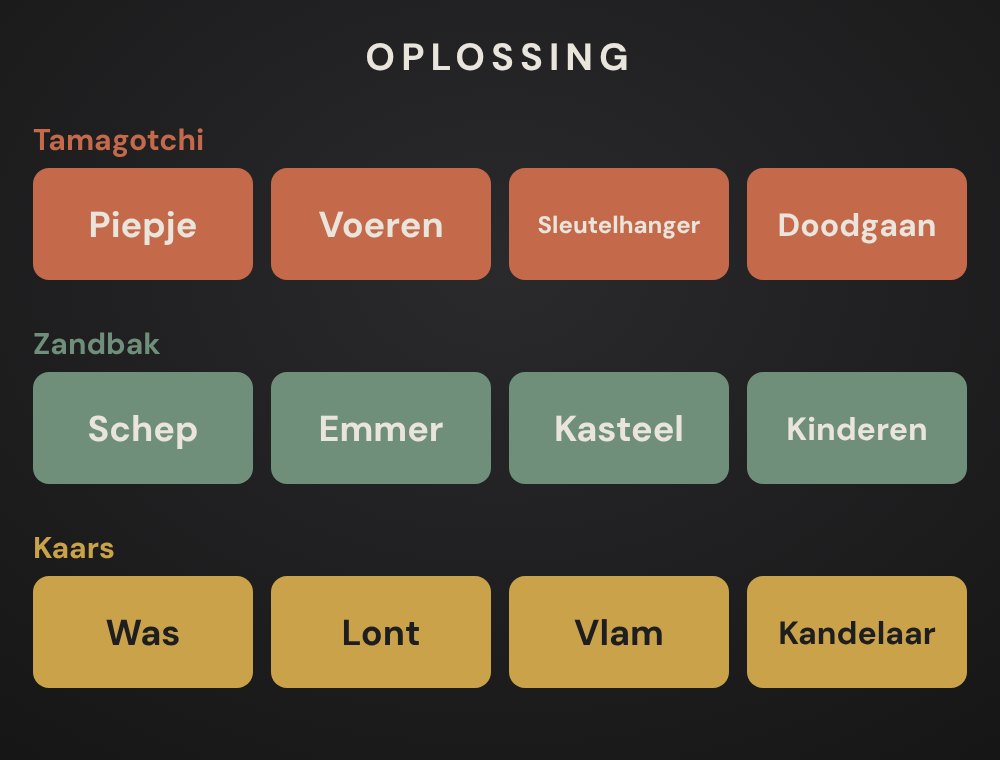 OPLOSSING
Tamagotchi
Piepje Voeren Sleutelhanger Doodgaan
Zandbak
Schep Emmer Kasteel Kinderen
Kaars
Was Lont Vlam Kandelaar